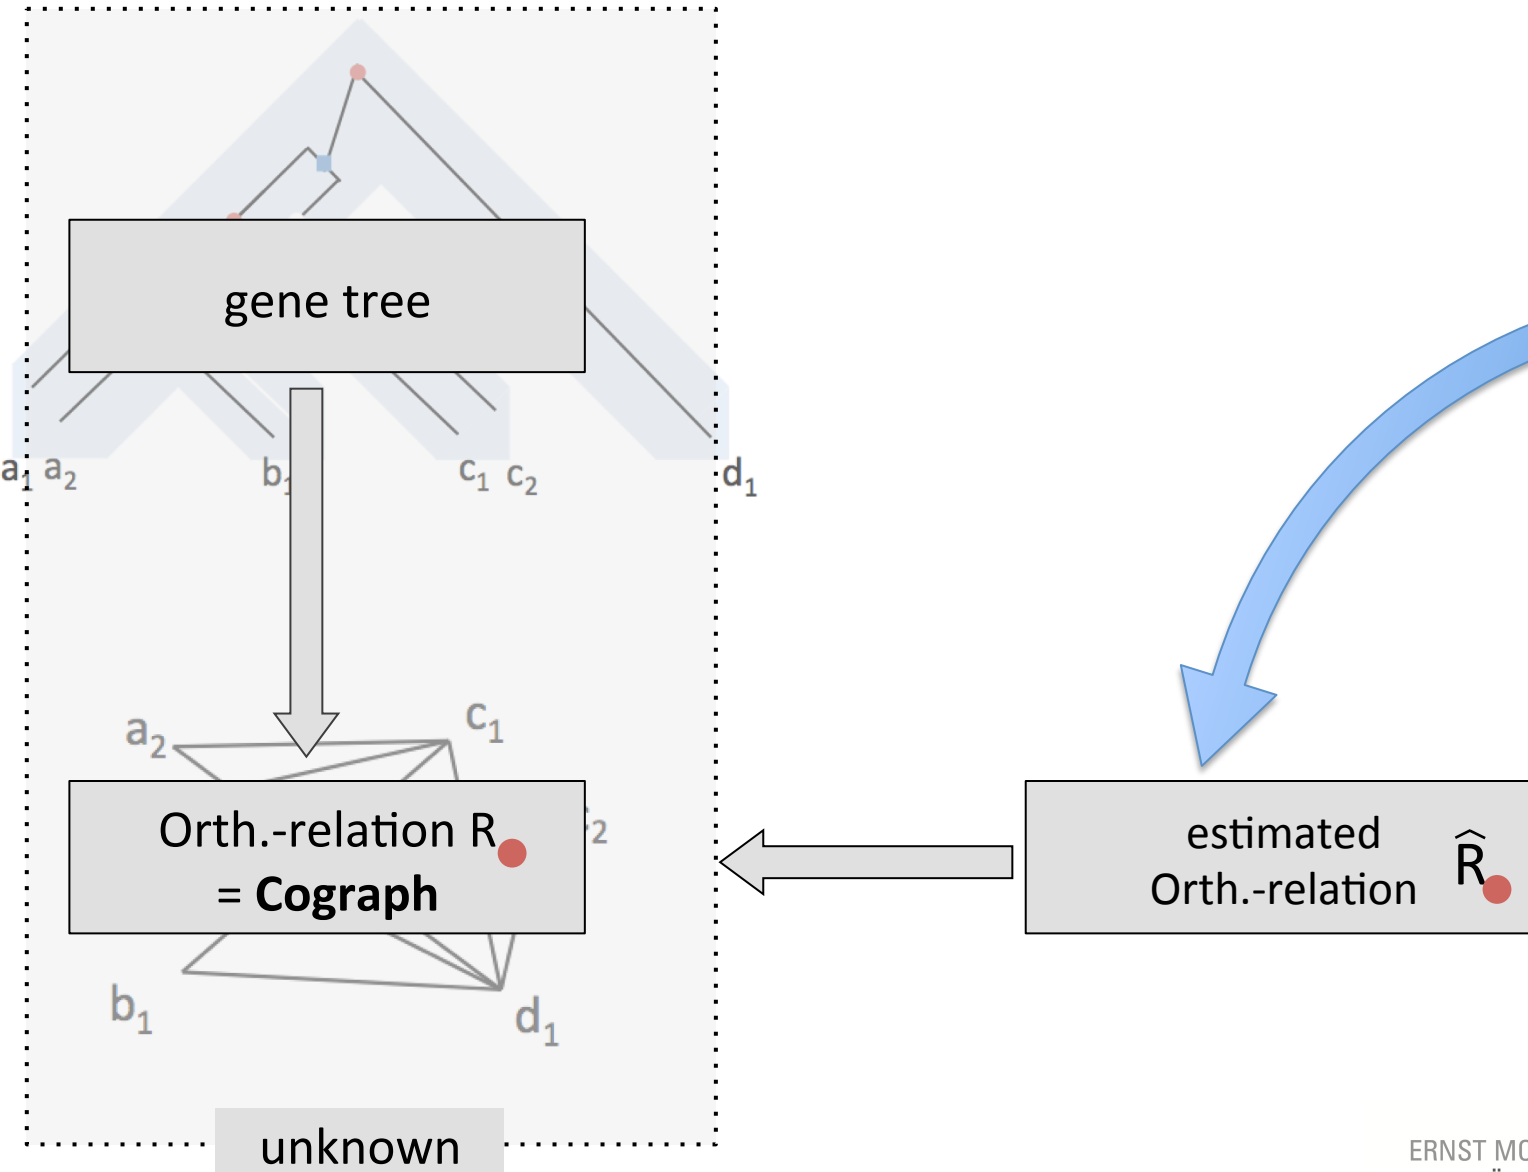 gene tree
a₁ a₂ b₁ c₁ c₂ d₁
a₂ c₁
Orth.-relation R
= Cograph
estimated
Orth.-relation R̂
b₁ d₁
unknown
ERNST